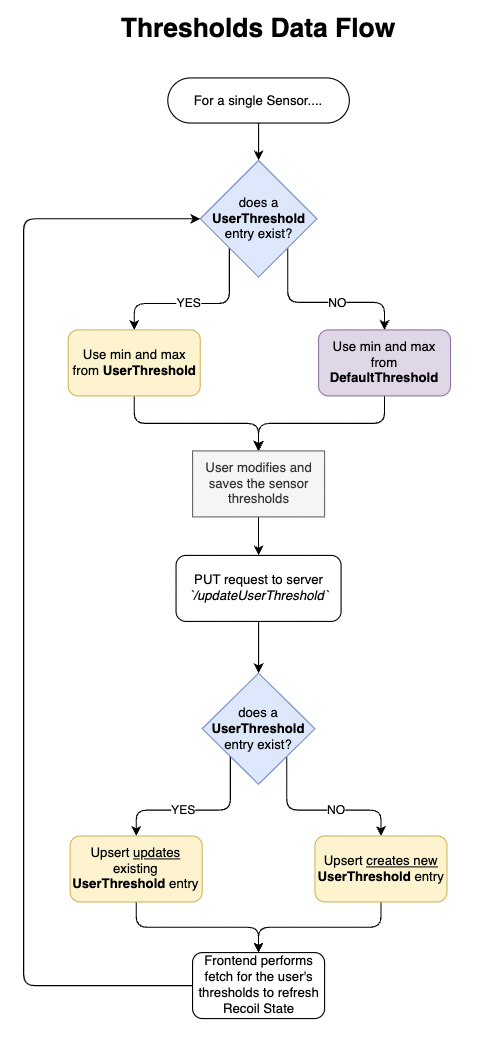 Thresholds Data Flow
For a single Sensor....
does a
UserThreshold
entry exist?
YES
NO
Use min and max
from UserThreshold
Use min and max
from
DefaultThreshold
User modifies and
saves the sensor
thresholds
PUT request to server
`/updateUserThreshold`
does a
UserThreshold
entry exist?
YES
NO
Upsert updates
existing
UserThreshold entry
Upsert creates new
UserThreshold entry
Frontend performs
fetch for the user's
thresholds to refresh
Recoil State